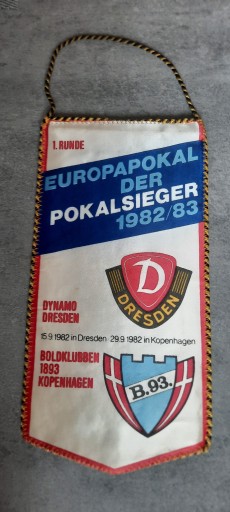 1. RUNDE
EUROPAPOKAL
DER
POKALSIEGER
1982/83
D
DRESDEN
DYNAMO
DRESDEN
15.9.1982 in Dresden · 29.9.1982 in Kopenhagen
BOLDKLUBBEN
1893
KOPENHAGEN
B.93.